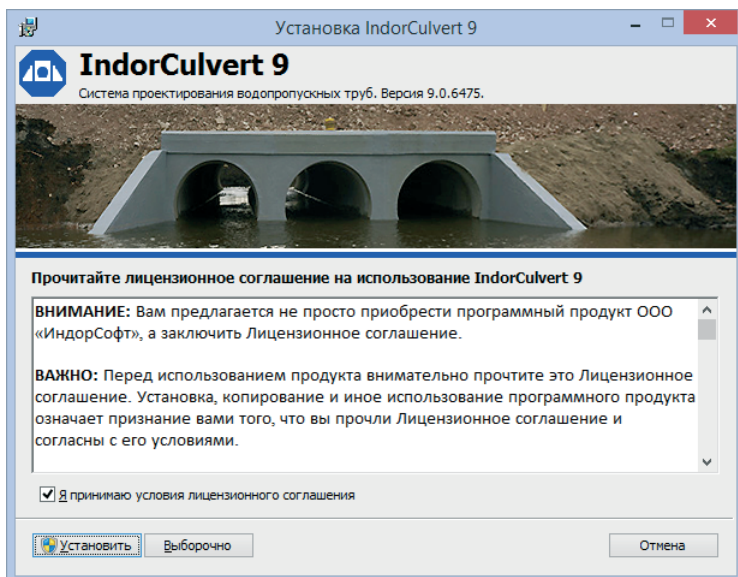 Установка IndorCulvert 9
IndorCulvert 9
Система проектирования водопропускных труб. Версия 9.0.6475.
Прочитайте лицензионное соглашение на использование IndorCulvert 9
ВНИМАНИЕ: Вам предлагается не просто приобрести программный продукт ООО
«ИндорСофт», а заключить Лицензионное соглашение.
ВАЖНО: Перед использованием продукта внимательно прочтите это Лицензионное
соглашение. Установка, копирование и иное использование программного продукта
означает признание вами того, что вы прочли Лицензионное соглашение и
согласны с его условиями.
Я принимаю условия лицензионного соглашения
Установить Выборочно Отмена